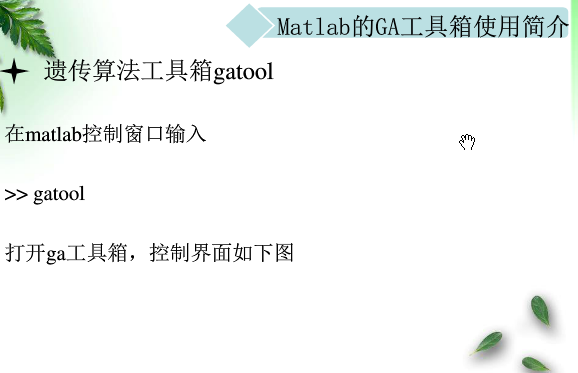 Matlab的GA工具箱使用简介
遗传算法工具箱gatool
在matlab控制窗口输入
>> gatool
打开ga工具箱，控制界面如下图